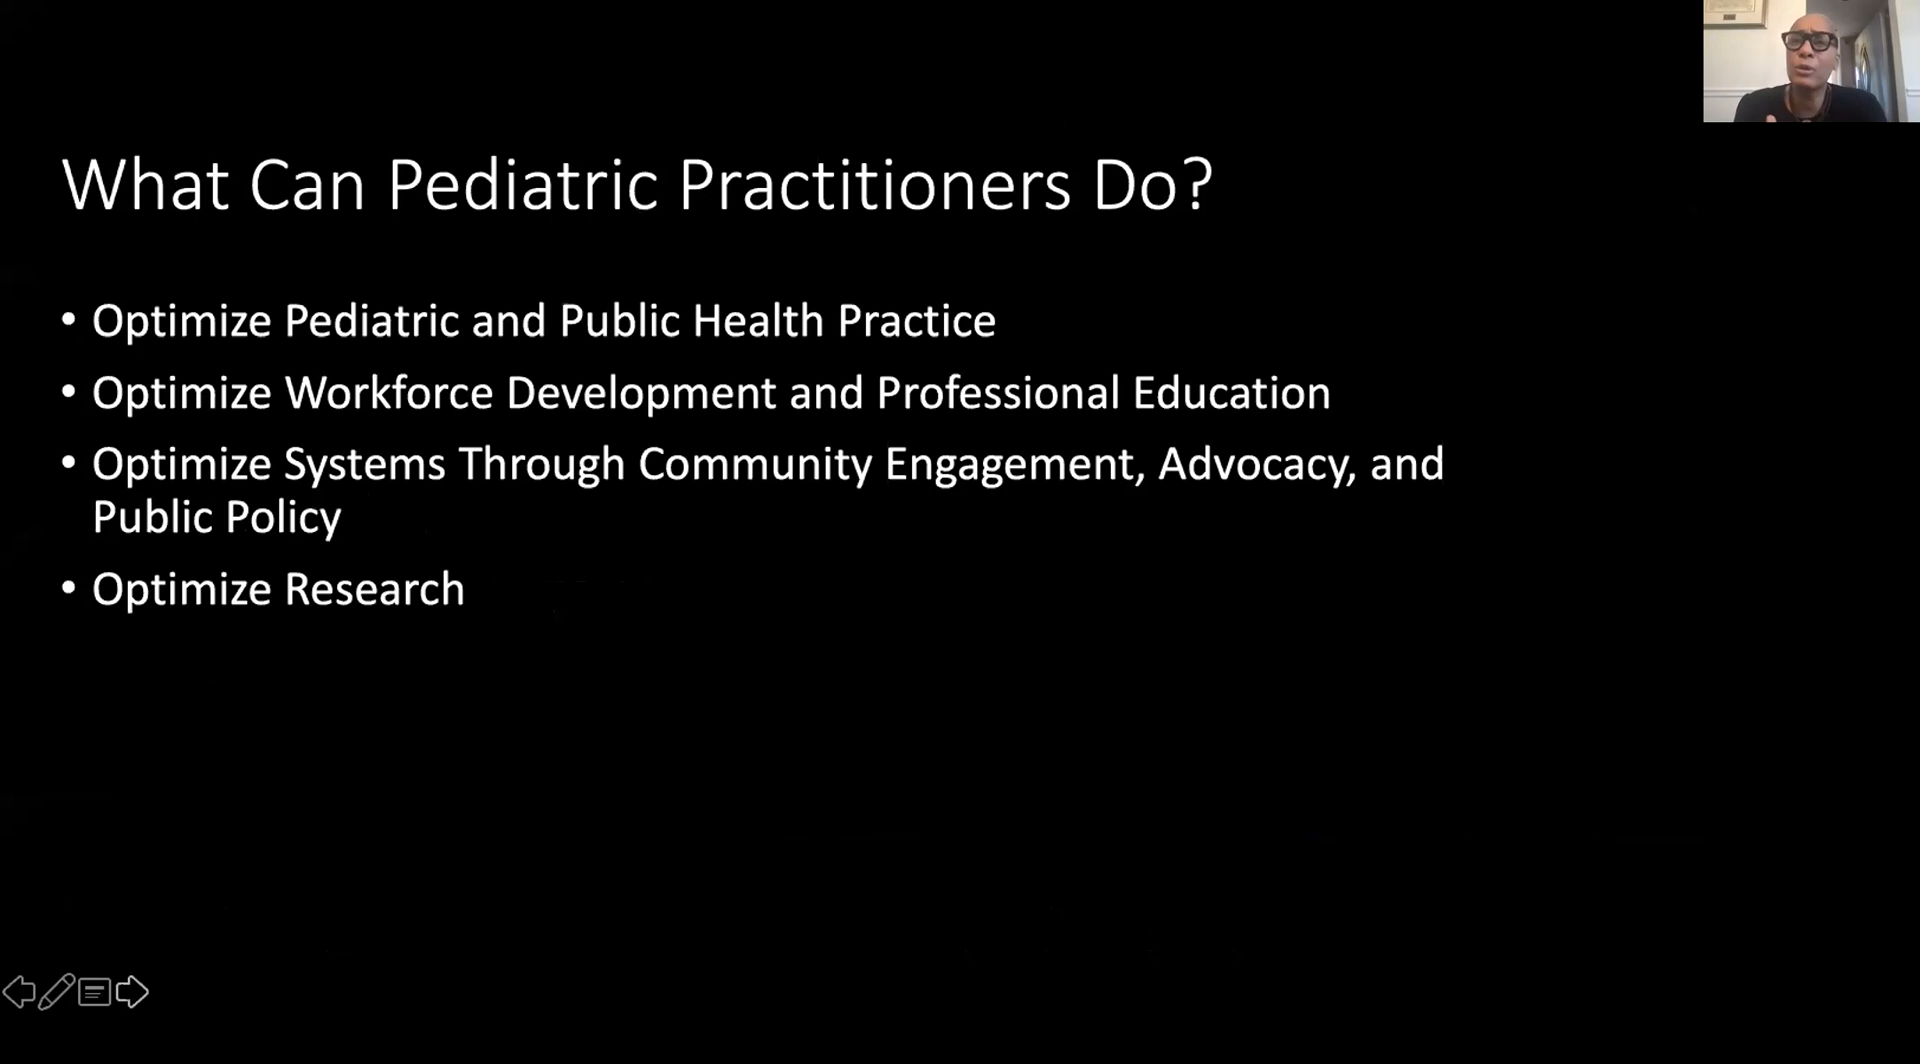 What Can Pediatric Practitioners Do?
• Optimize Pediatric and Public Health Practice
• Optimize Workforce Development and Professional Education
• Optimize Systems Through Community Engagement, Advocacy, and
Public Policy
• Optimize Research